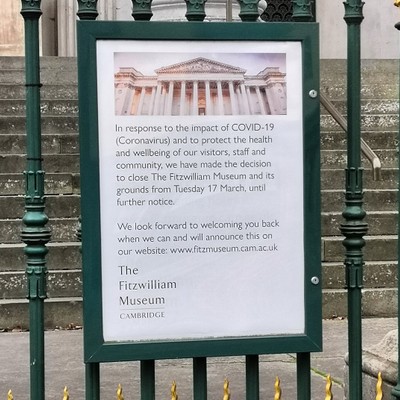 In response to the impact of COVID-19
(Coronavirus) and to protect the health
and wellbeing of our visitors, staff and
community, we have made the decision
to close The Fitzwilliam Museum and its
grounds from Tuesday 17 March, until
further notice.
We look forward to welcoming you back
when we can and will announce this on
our website: www.fitzmuseum.cam.ac.uk
The
Fitzwilliam
Museum
CAMBRIDGE